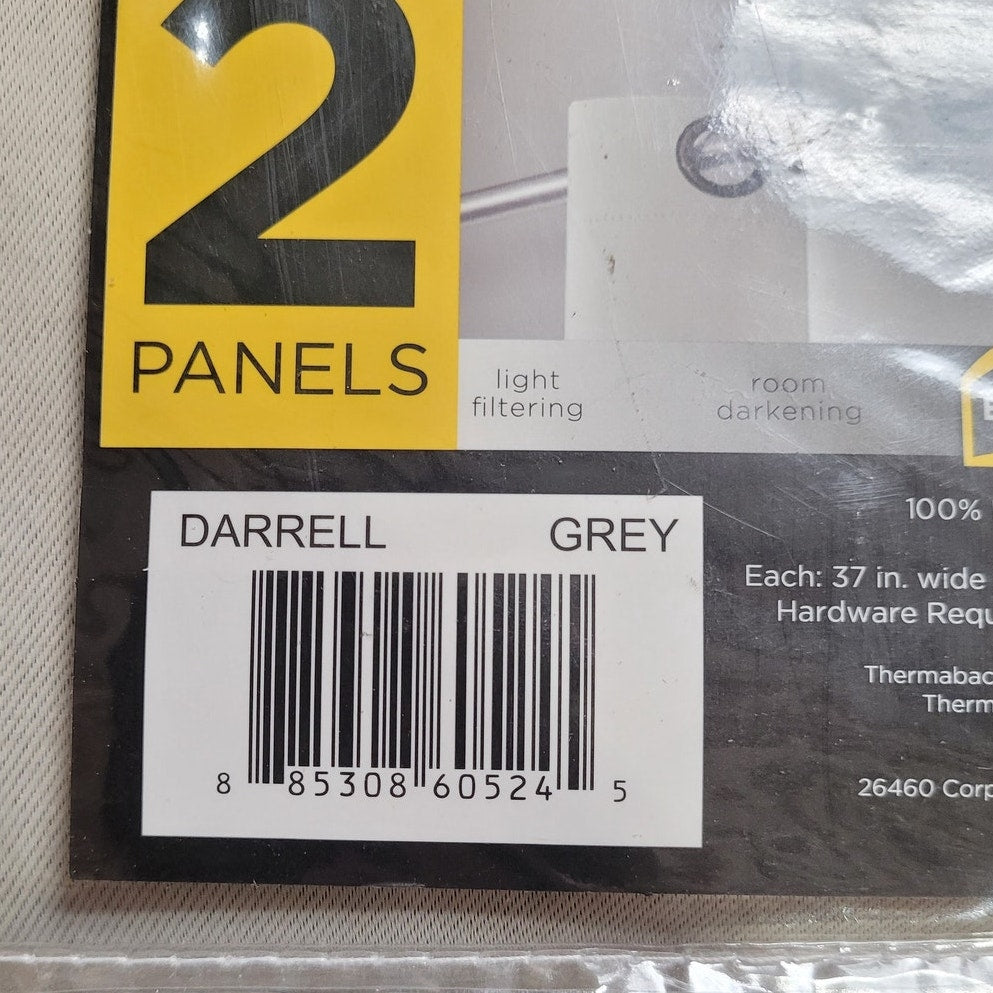 2
PANELS
light
filtering
room
darkening
DARRELL GREY
8 85308 60524 5
100%
Each: 37 in. wide
Hardware Requ
Thermabac
Therm
26460 Corp